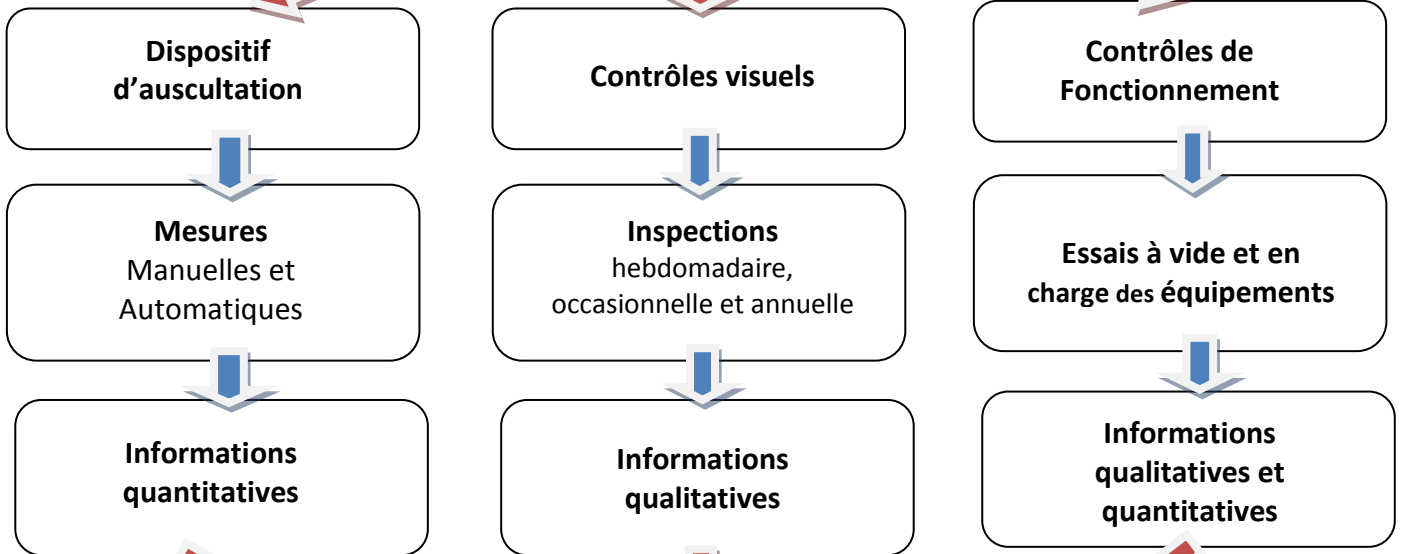 Dispositif
d’auscultation
Contrôles visuels
Contrôles de
Fonctionnement
Mesures
Manuelles et
Automatiques
Inspections
hebdomadaire,
occasionnelle et annuelle
Essais à vide et en
charge des équipements
Informations
quantitatives
Informations
qualitatives
Informations
qualitatives et
quantitatives